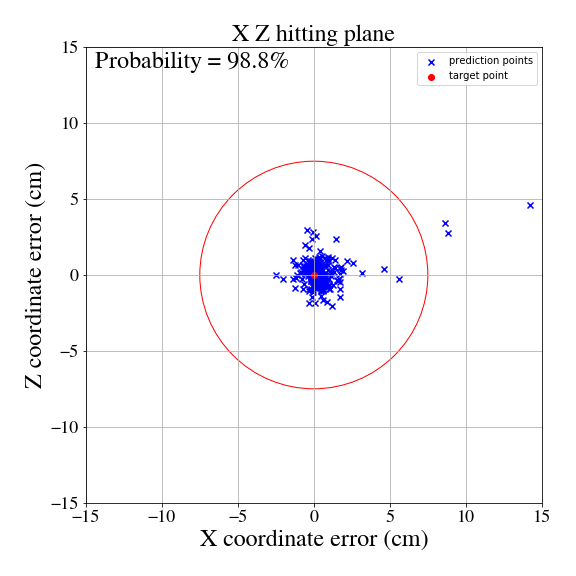 X Z hitting plane
Probability = 98.8%
prediction points
target point
15
10
5
0
−5
−10
−15
Z coordinate error (cm)
−15
−10
−5
0
5
10
15
X coordinate error (cm)